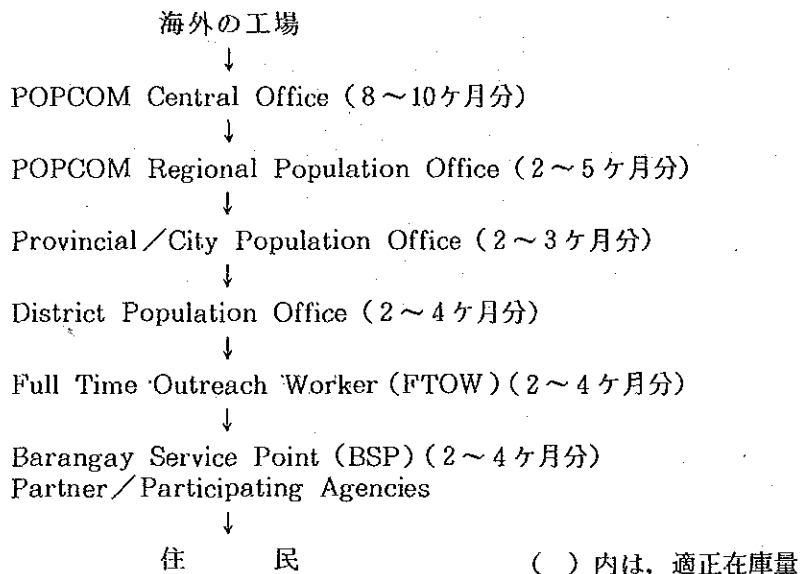 海外の工場
↓
POPCOM Central Office (8〜10ケ月分)
↓
POPCOM Regional Population Office (2〜5ケ月分)
↓
Provincial／City Population Office (2〜3ケ月分)
↓
District Population Office (2〜4ケ月分)
↓
Full Time Outreach Worker (FTOW) (2〜4ケ月分)
↓
Barangay Service Point (BSP) (2〜4ケ月分)
Partner／Participating Agencies
↓
住　　民
( ) 内は，適正在庫量